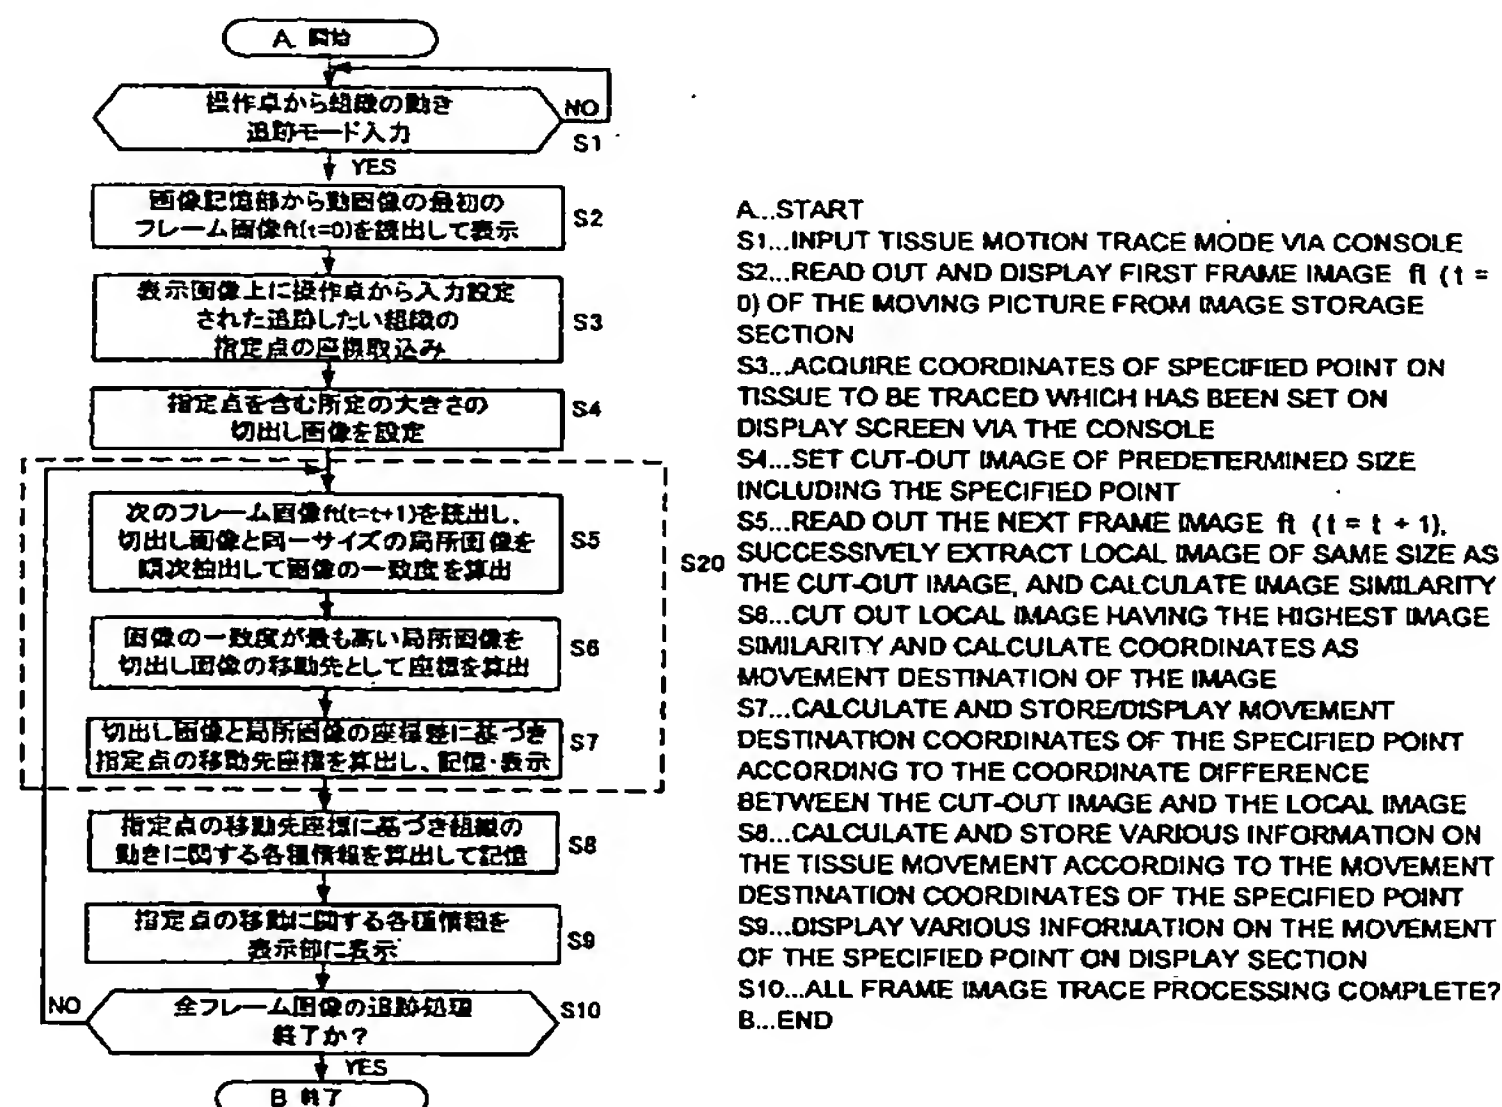 A 開始
操作卓から組織の動き
追跡モード入力
NO
S1
YES
画像記憶部から動画像の最初の
フレーム画像ft(t=0)を読出して表示
S2
表示画像上に操作卓から入力設定
された追跡したい組織の
指定点の座標取込み
S3
指定点を含む所定の大きさの
切出し画像を設定
S4
次のフレーム画像ft(t=t+1)を読出し、
切出し画像と同一サイズの局所画像を
順次抽出して画像の一致度を算出
S5
S20
画像の一致度が最も高い局所画像を
切出し画像の移動先として座標を算出
S6
切出し画像と局所画像の座標差に基づき
指定点の移動先座標を算出し、記憶・表示
S7
指定点の移動先座標に基づき組織の
動きに関する各種情報を算出して記憶
S8
指定点の移動に関する各種情報を
表示部に表示
S9
NO
全フレーム画像の追跡処理
終了か?
S10
YES
B 終了
A...START
S1...INPUT TISSUE MOTION TRACE MODE VIA CONSOLE
S2...READ OUT AND DISPLAY FIRST FRAME IMAGE ft (t =
0) OF THE MOVING PICTURE FROM IMAGE STORAGE
SECTION
S3...ACQUIRE COORDINATES OF SPECIFIED POINT ON
TISSUE TO BE TRACED WHICH HAS BEEN SET ON
DISPLAY SCREEN VIA THE CONSOLE
S4...SET CUT-OUT IMAGE OF PREDETERMINED SIZE
INCLUDING THE SPECIFIED POINT
S5...READ OUT THE NEXT FRAME IMAGE ft (t = t + 1),
SUCCESSIVELY EXTRACT LOCAL IMAGE OF SAME SIZE AS
THE CUT-OUT IMAGE, AND CALCULATE IMAGE SIMILARITY
S6...CUT OUT LOCAL IMAGE HAVING THE HIGHEST IMAGE
SIMILARITY AND CALCULATE COORDINATES AS
MOVEMENT DESTINATION OF THE IMAGE
S7...CALCULATE AND STORE/DISPLAY MOVEMENT
DESTINATION COORDINATES OF THE SPECIFIED POINT
ACCORDING TO THE COORDINATE DIFFERENCE
BETWEEN THE CUT-OUT IMAGE AND THE LOCAL IMAGE
S8...CALCULATE AND STORE VARIOUS INFORMATION ON
THE TISSUE MOVEMENT ACCORDING TO THE MOVEMENT
DESTINATION COORDINATES OF THE SPECIFIED POINT
S9...DISPLAY VARIOUS INFORMATION ON THE MOVEMENT
OF THE SPECIFIED POINT ON DISPLAY SECTION
S10...ALL FRAME IMAGE TRACE PROCESSING COMPLETE?
B...END